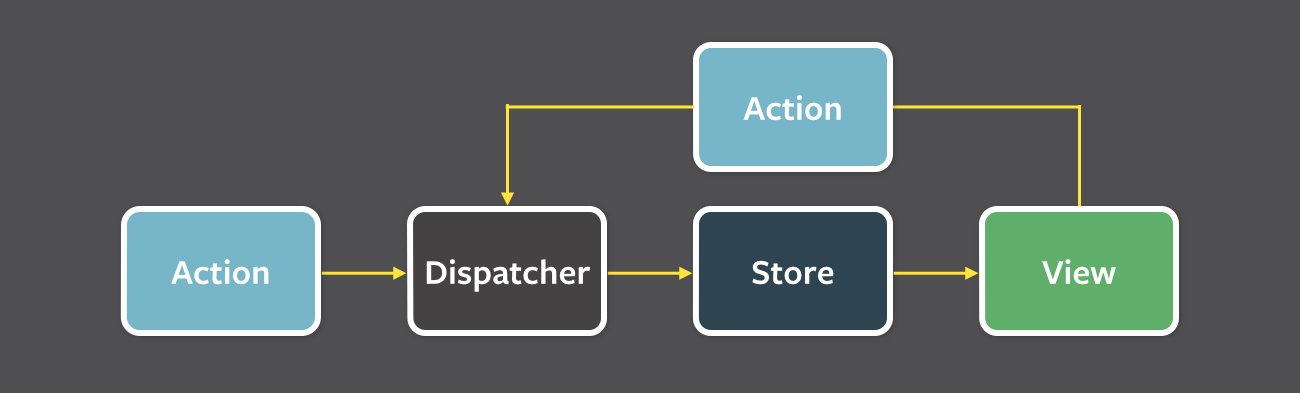 Action
Action
Dispatcher
Store
View